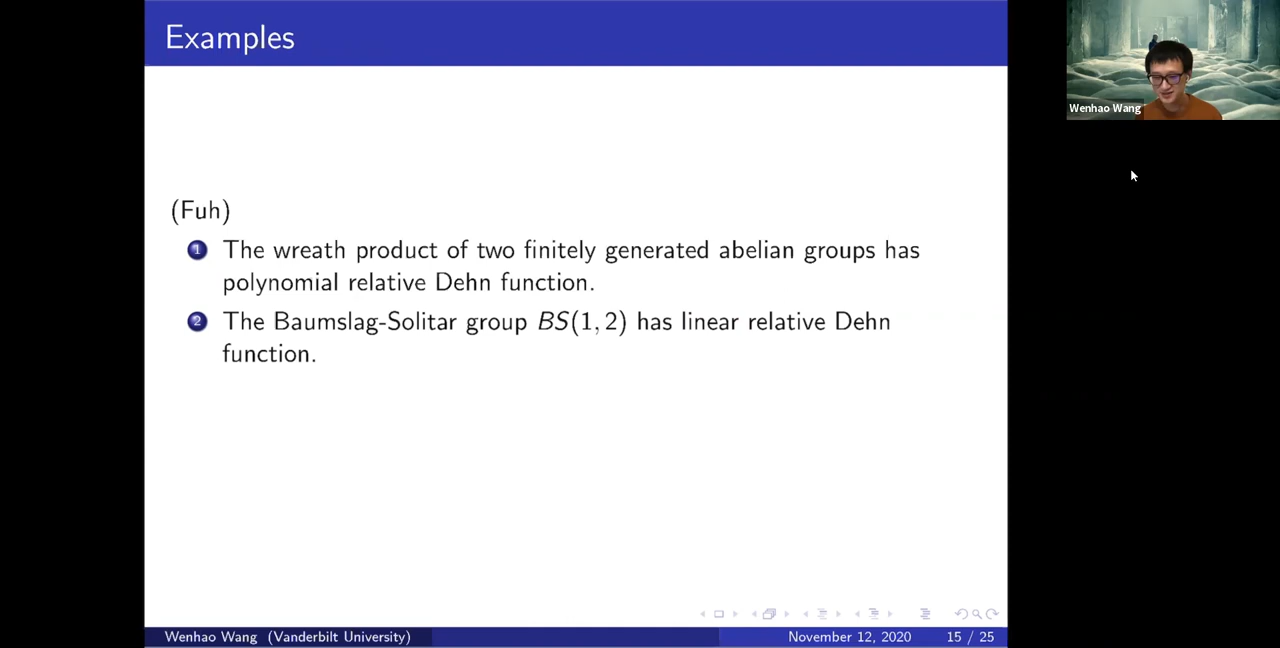 Examples
Wenhao Wang
(Fuh)
1 The wreath product of two finitely generated abelian groups has
polynomial relative Dehn function.
2 The Baumslag-Solitar group BS(1, 2) has linear relative Dehn
function.
Wenhao Wang (Vanderbilt University) November 12, 2020 15 / 25